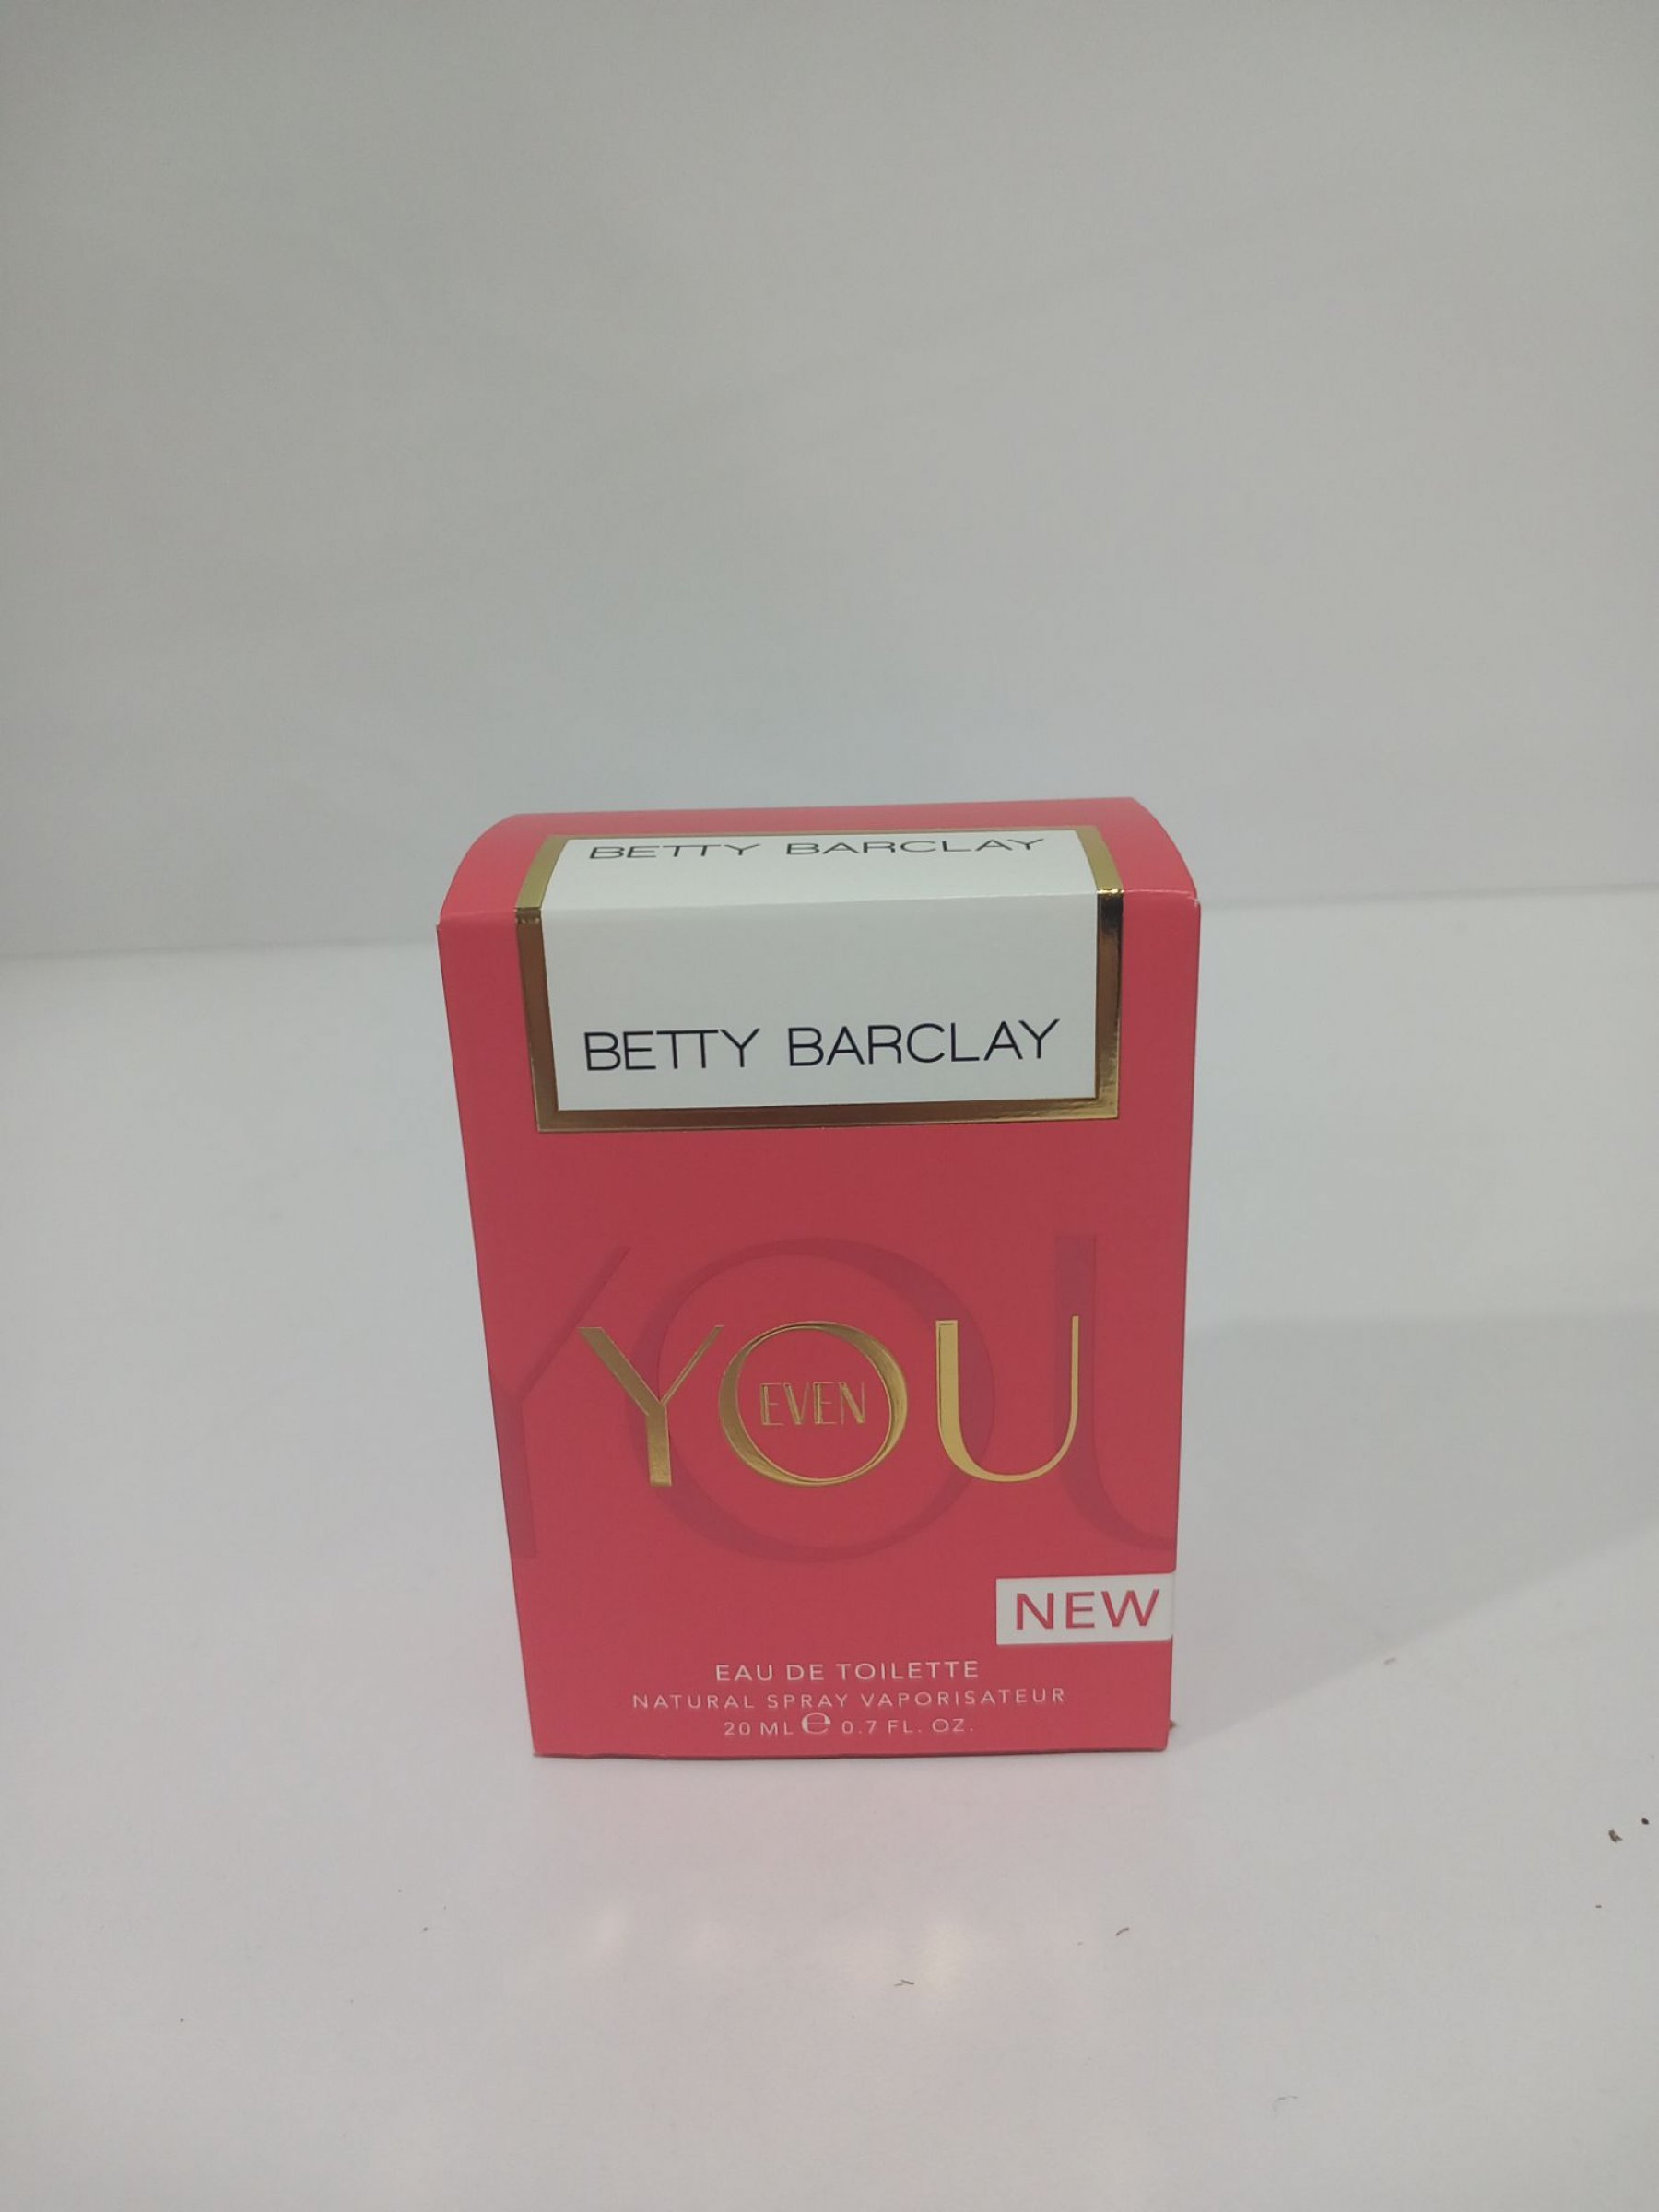 BETTY BARCLAY
BETTY BARCLAY
YOU
EVEN
NEW
EAU DE TOILETTE
NATURAL SPRAY VAPORISATEUR
20 ML ℮ 0.7 FL. OZ.